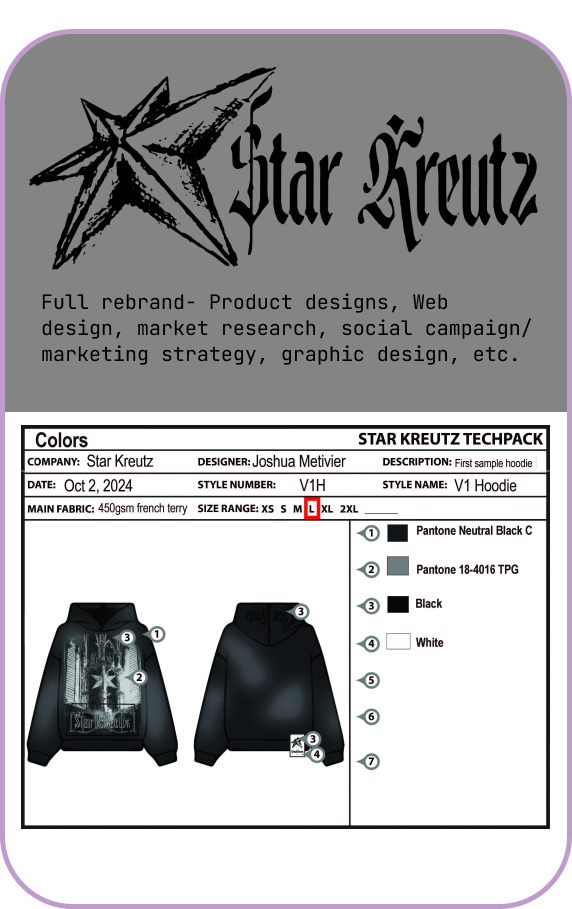 Star Kreutz
Full rebrand- Product designs, Web
design, market research, social campaign/
marketing strategy, graphic design, etc.
Colors STAR KREUTZ TECHPACK
COMPANY: Star Kreutz DESIGNER: Joshua Metivier DESCRIPTION: First sample hoodie
DATE: Oct 2, 2024 STYLE NUMBER: V1H STYLE NAME: V1 Hoodie
MAIN FABRIC: 450gsm french terry SIZE RANGE: XS S M L XL 2XL ______
1 Pantone Neutral Black C
2 Pantone 18-4016 TPG
3 Black
4 White
5
6
7
3 1
2
Star Kreutz
3
3
4